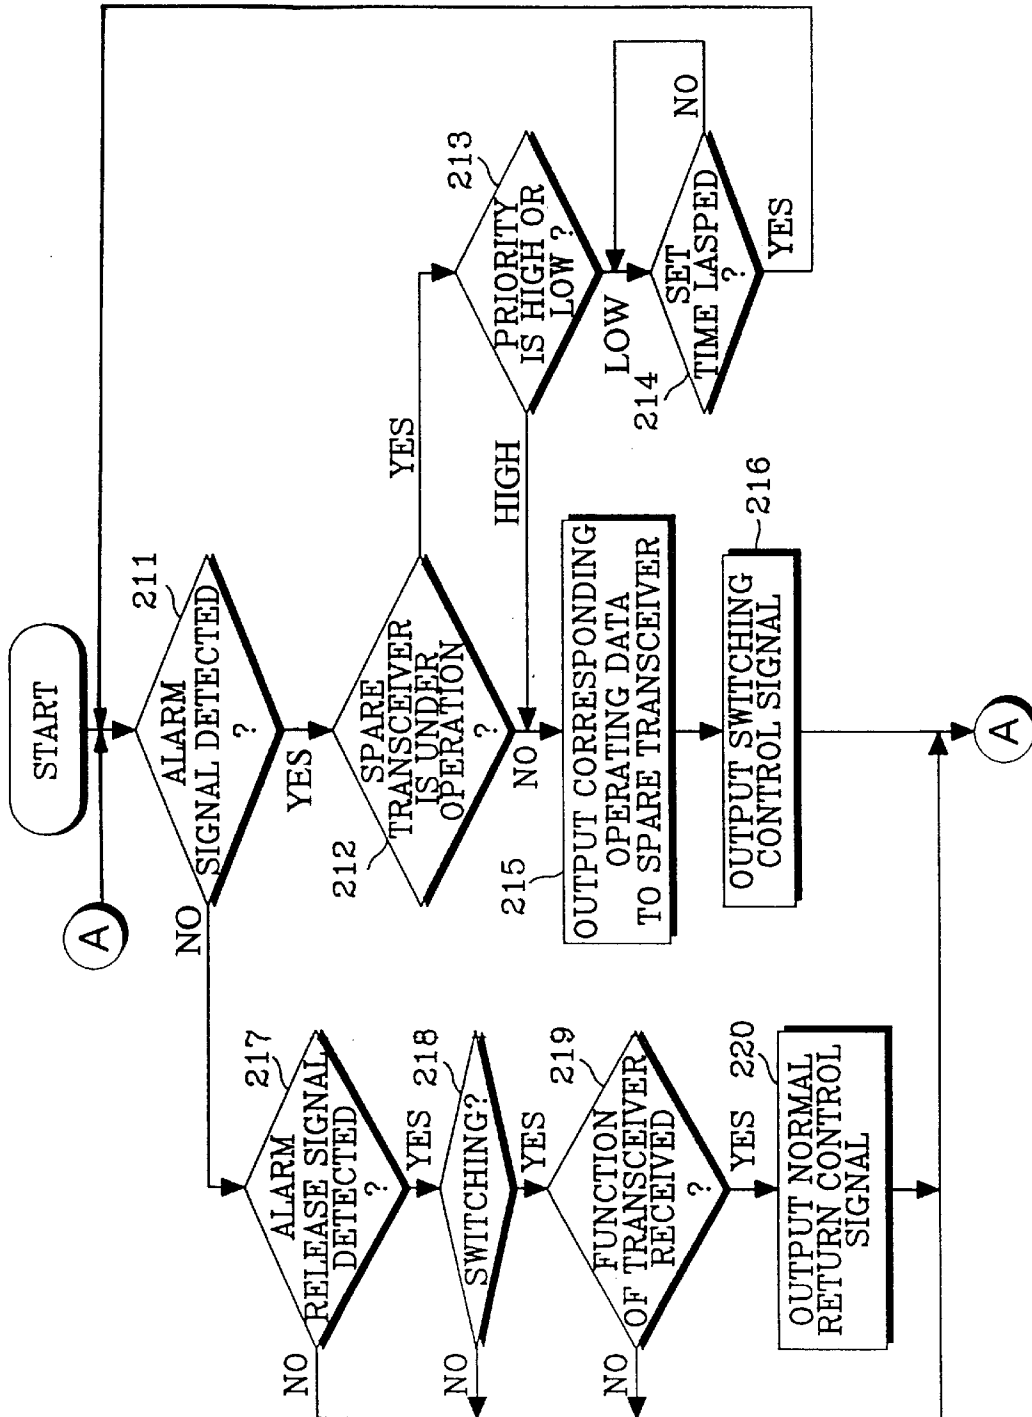 START
A
211
ALARM
SIGNAL DETECTED
?
NO
YES
212
SPARE
TRANSCEIVER
IS UNDER
OPERATION
?
YES
NO
213
PRIORITY
IS HIGH OR
LOW ?
HIGH
LOW
214
SET
TIME LASPED
?
NO
YES
215
OUTPUT CORRESPONDING
OPERATING DATA
TO SPARE TRANSCEIVER
216
OUTPUT SWITCHING
CONTROL SIGNAL
217
ALARM
RELEASE SIGNAL
DETECTED
?
NO
YES
218
SWITCHING?
NO
YES
219
FUNCTION
OF TRANSCEIVER
RECEIVED
?
NO
YES
220
OUTPUT NORMAL
RETURN CONTROL
SIGNAL
A